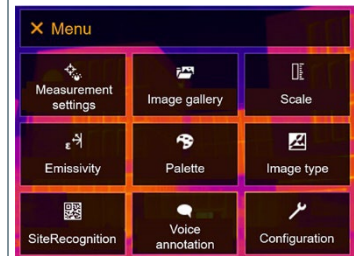 Menu
Measurement
settings
Image gallery
Scale
Emissivity
Palette
Image type
SiteRecognition
Voice
annotation
Configuration